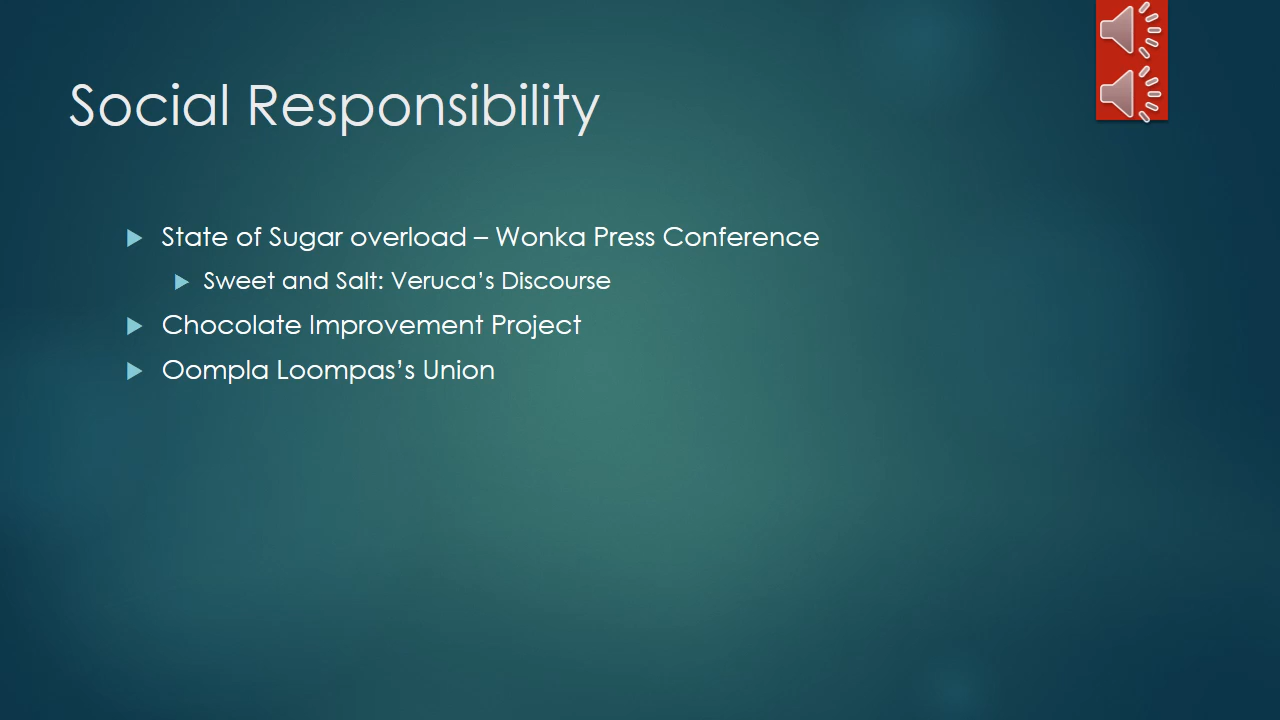 Social Responsibility
State of Sugar overload – Wonka Press Conference
Sweet and Salt: Veruca’s Discourse
Chocolate Improvement Project
Oompla Loompas’s Union